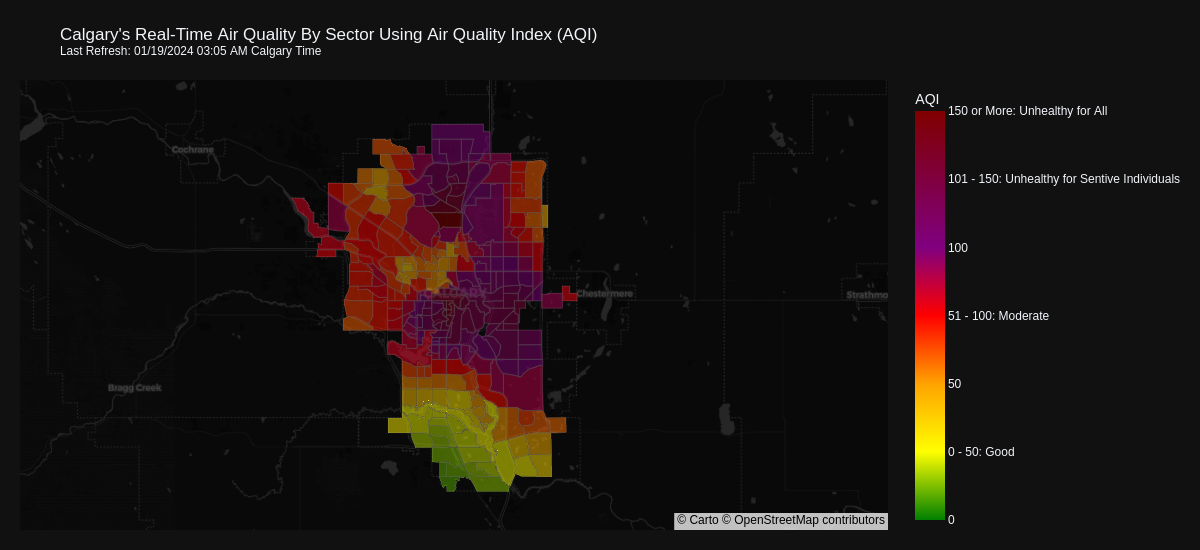 Calgary's Real-Time Air Quality By Sector Using Air Quality Index (AQI)
Last Refresh: 01/19/2024 03:05 AM Calgary Time
AQI
150 or More: Unhealthy for All
Cochrane
101 - 150: Unhealthy for Sentive Individuals
100
CALGARY
Chestermere
Strathmo
51 - 100: Moderate
50
Bragg Creek
0 - 50: Good
© Carto © OpenStreetMap contributors
0